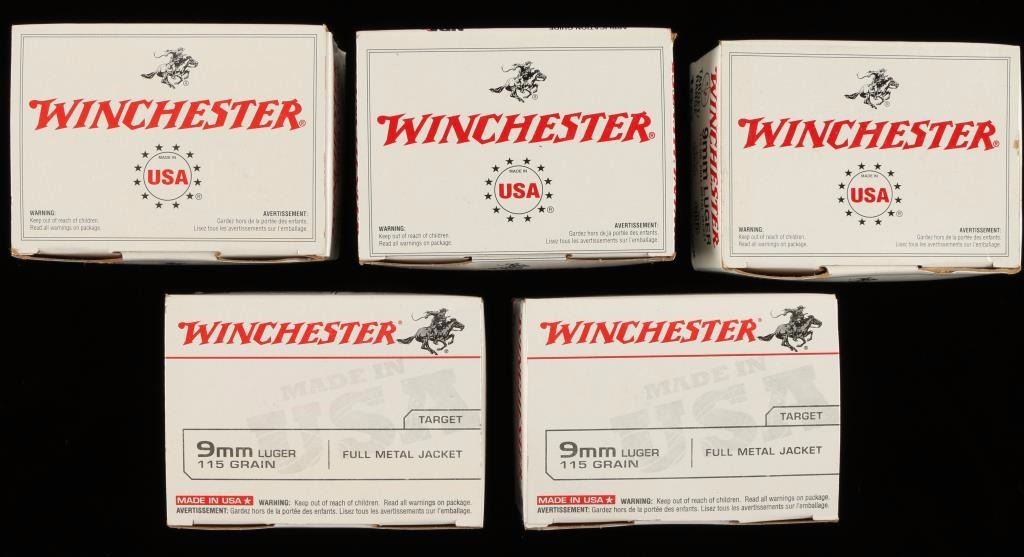 WINCHESTER®
MADE IN
USA
®
WARNING:
Keep out of reach of children.
Read all warnings on package.
AVERTISSEMENT:
Gardez hors de la portée des enfants.
Lisez tous les avertissements sur l'emballage.
WINCHESTER®
MADE IN
USA
®
WARNING:
Keep out of reach of children.
Read all warnings on package.
AVERTISSEMENT:
Gardez hors de la portée des enfants.
Lisez tous les avertissements sur l'emballage.
WINCHESTER
9mm LUGER
WINCHESTER®
MADE IN
USA
®
WARNING:
Keep out of reach of children.
Read all warnings on package.
AVERTISSEMENT:
Gardez hors de la portée des enfants.
Lisez tous les avertissements sur l'emballage.
WINCHESTER®
MADE IN
USA
TARGET
9mm LUGER
115 GRAIN
FULL METAL JACKET
MADE IN USA ★ WARNING: Keep out of reach of children. Read all warnings on package.
AVERTISSEMENT: Gardez hors de la portée des enfants. Lisez tous les avertissements sur l'emballage.
WINCHESTER®
MADE IN
USA
TARGET
9mm LUGER
115 GRAIN
FULL METAL JACKET
MADE IN USA ★ WARNING: Keep out of reach of children. Read all warnings on package.
AVERTISSEMENT: Gardez hors de la portée des enfants. Lisez tous les avertissements sur l'emballage.